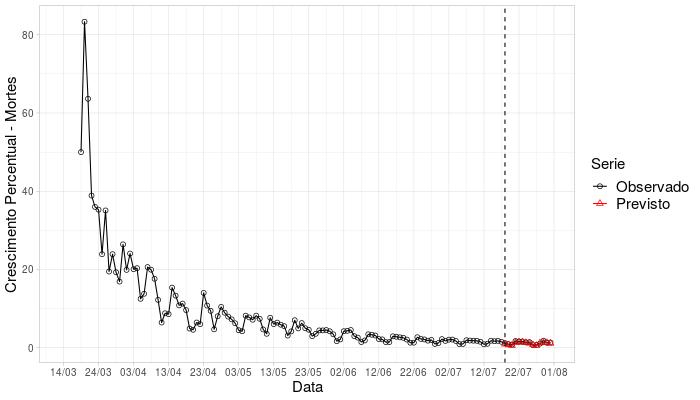 Crescimento Percentual - Mortes
80
60
40
20
0
14/03 24/03 03/04 13/04 23/04 03/05 13/05 23/05 02/06 12/06 22/06 02/07 12/07 22/07 01/08
Data
Serie
Observado
Previsto